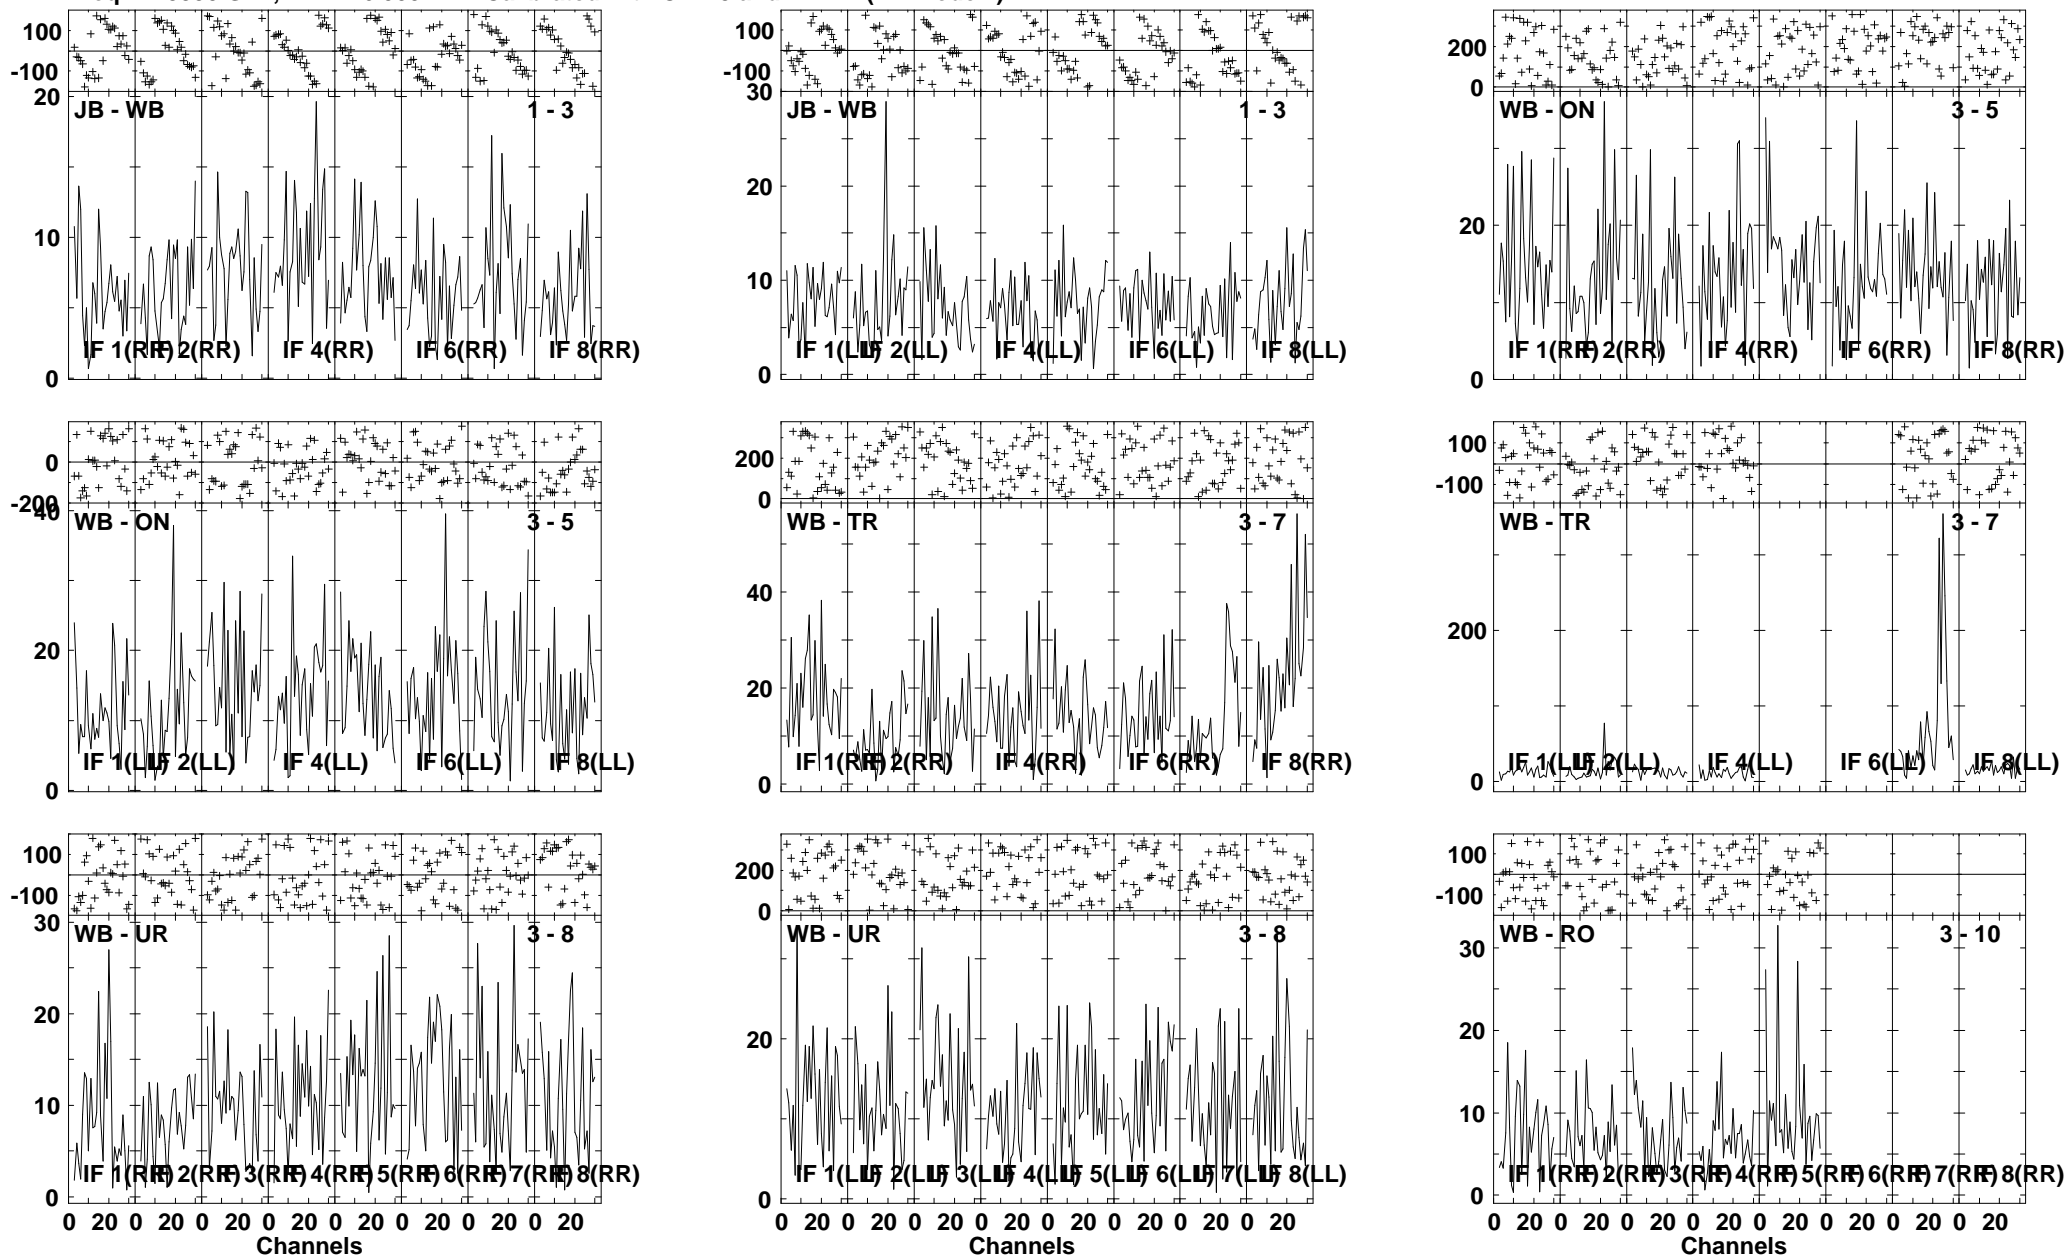 100
-100
20
JB - WB
1 - 3
10
0
IF 1(RR)
IF 2(RR)
IF 4(RR)
IF 6(RR)
IF 8(RR)
100
-100
30
JB - WB
1 - 3
20
10
0
IF 1(LL)
IF 2(LL)
IF 4(LL)
IF 6(LL)
IF 8(LL)
200
0
WB - ON
3 - 5
20
0
IF 1(RR)
IF 2(RR)
IF 4(RR)
IF 6(RR)
IF 8(RR)
0
-200
40
WB - ON
3 - 5
20
0
IF 1(LL)
IF 2(LL)
IF 4(LL)
IF 6(LL)
IF 8(LL)
200
0
WB - TR
3 - 7
40
20
0
IF 1(RR)
IF 2(RR)
IF 4(RR)
IF 6(RR)
IF 8(RR)
100
-100
WB - TR
3 - 7
200
0
IF 1(LL)
IF 2(LL)
IF 4(LL)
IF 6(LL)
IF 8(LL)
100
-100
30
WB - UR
3 - 8
20
10
0
IF 1(RR)
IF 2(RR)
IF 3(RR)
IF 4(RR)
IF 5(RR)
IF 6(RR)
IF 7(RR)
IF 8(RR)
0 20 0 20 0 20 0 20 0 20 0 20 0 20 0 20
Channels
200
0
WB - UR
3 - 8
20
0
IF 1(LL)
IF 2(LL)
IF 3(LL)
IF 4(LL)
IF 5(LL)
IF 6(LL)
IF 7(LL)
IF 8(LL)
0 20 0 20 0 20 0 20 0 20 0 20 0 20 0 20
Channels
100
-100
WB - RO
3 - 10
30
20
10
0
IF 1(RR)
IF 2(RR)
IF 3(RR)
IF 4(RR)
IF 5(RR)
IF 6(RR)
IF 7(RR)
IF 8(RR)
0 20 0 20 0 20 0 20 0 20 0 20 0 20 0 20
Channels